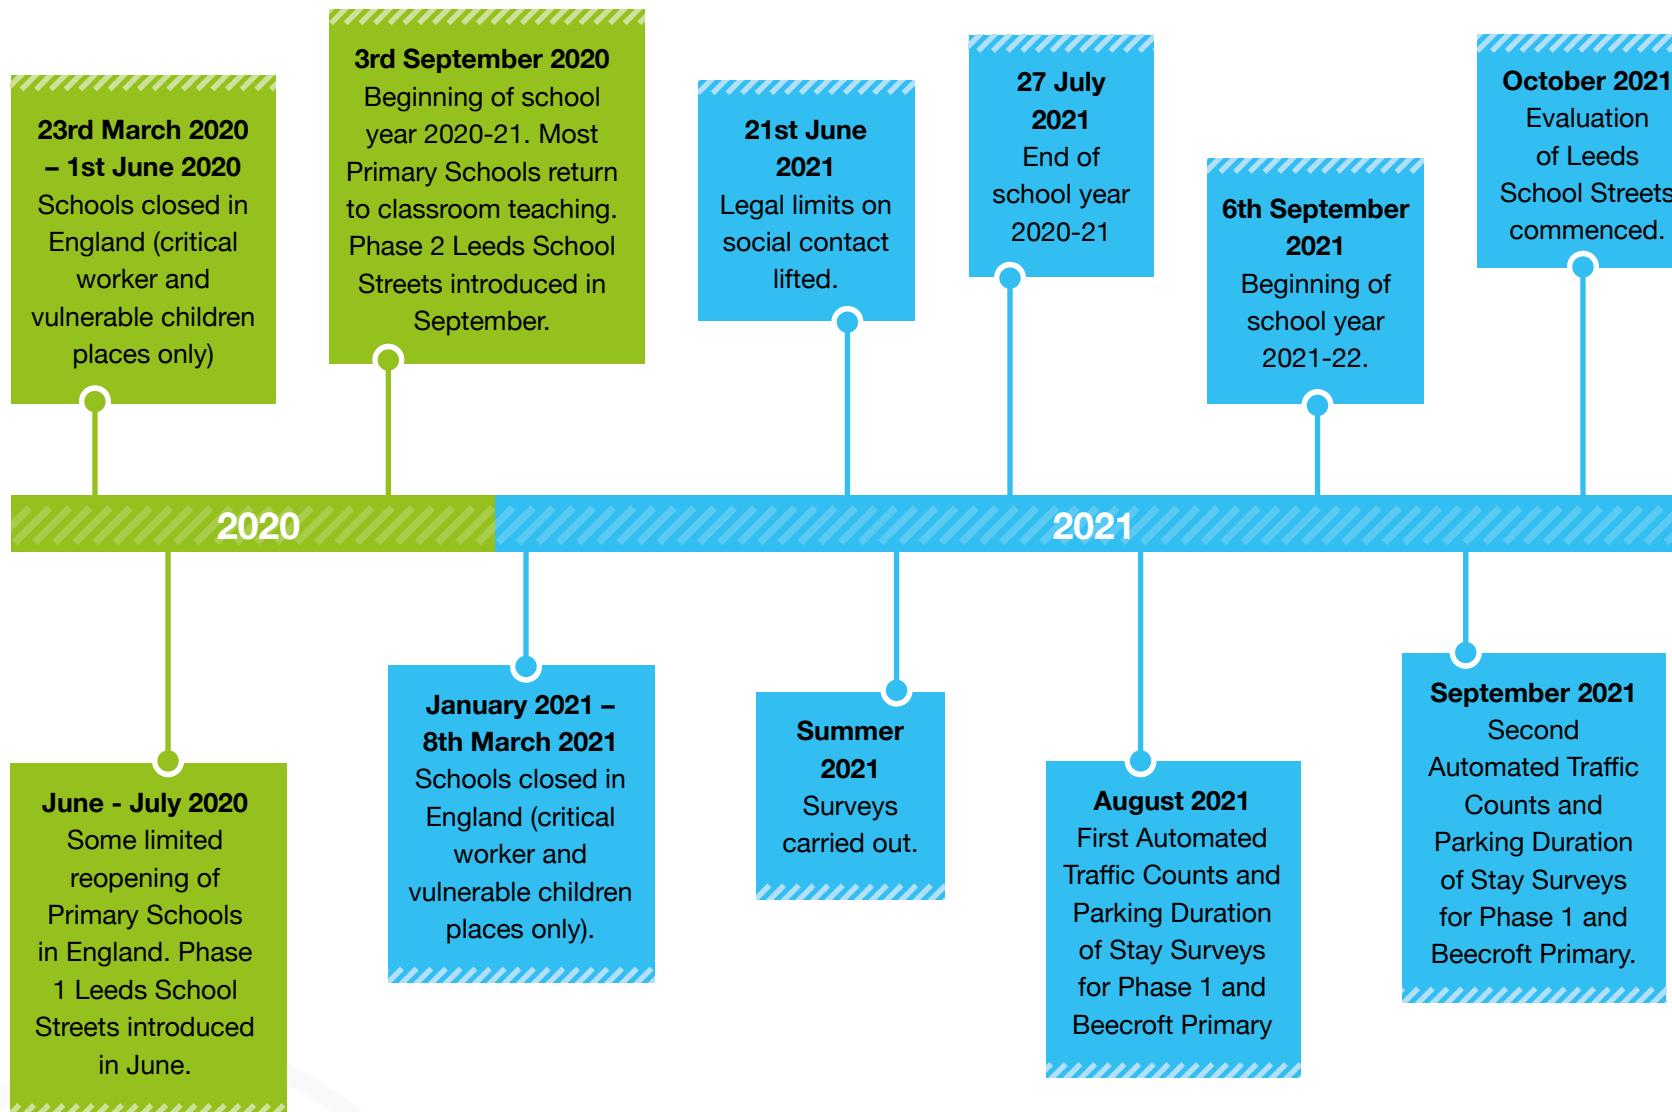 23rd March 2020
– 1st June 2020
Schools closed in
England (critical
worker and
vulnerable children
places only)
3rd September 2020
Beginning of school
year 2020-21. Most
Primary Schools return
to classroom teaching.
Phase 2 Leeds School
Streets introduced in
September.
21st June
2021
Legal limits on
social contact
lifted.
27 July
2021
End of
school year
2020-21
6th September
2021
Beginning of
school year
2021-22.
October 2021
Evaluation
of Leeds
School Streets
commenced.
2020
2021
June - July 2020
Some limited
reopening of
Primary Schools
in England. Phase
1 Leeds School
Streets introduced
in June.
January 2021 –
8th March 2021
Schools closed in
England (critical
worker and
vulnerable children
places only).
Summer
2021
Surveys
carried out.
August 2021
First Automated
Traffic Counts and
Parking Duration
of Stay Surveys
for Phase 1 and
Beecroft Primary
September 2021
Second
Automated Traffic
Counts and
Parking Duration
of Stay Surveys
for Phase 1 and
Beecroft Primary.